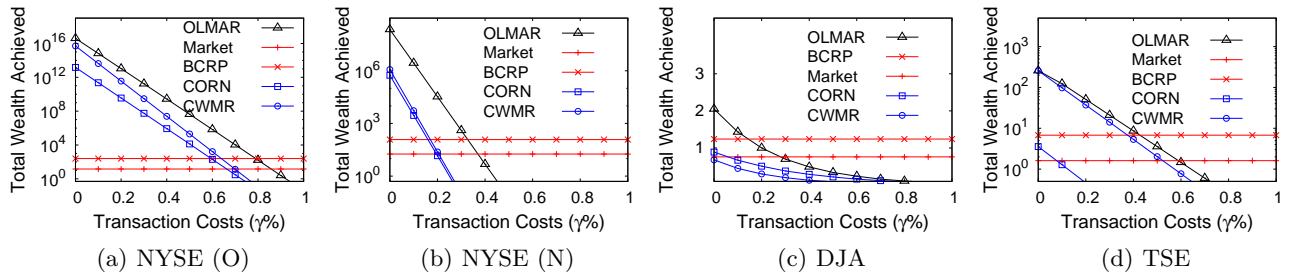 Total Wealth Achieved
10^16
10^12
10^8
10^4
10^0
OLMAR
Market
BCRP
CORN
CWMR
0 0.2 0.4 0.6 0.8 1
Transaction Costs (γ%)
(a) NYSE (O)
Total Wealth Achieved
10^6
10^3
10^0
OLMAR
Market
BCRP
CORN
CWMR
0 0.2 0.4 0.6 0.8 1
Transaction Costs (γ%)
(b) NYSE (N)
Total Wealth Achieved
3
2
1
OLMAR
BCRP
Market
CORN
CWMR
0 0.2 0.4 0.6 0.8 1
Transaction Costs (γ%)
(c) DJA
Total Wealth Achieved
10^3
10^2
10^1
10^0
OLMAR
Market
BCRP
CORN
CWMR
0 0.2 0.4 0.6 0.8 1
Transaction Costs (γ%)
(d) TSE